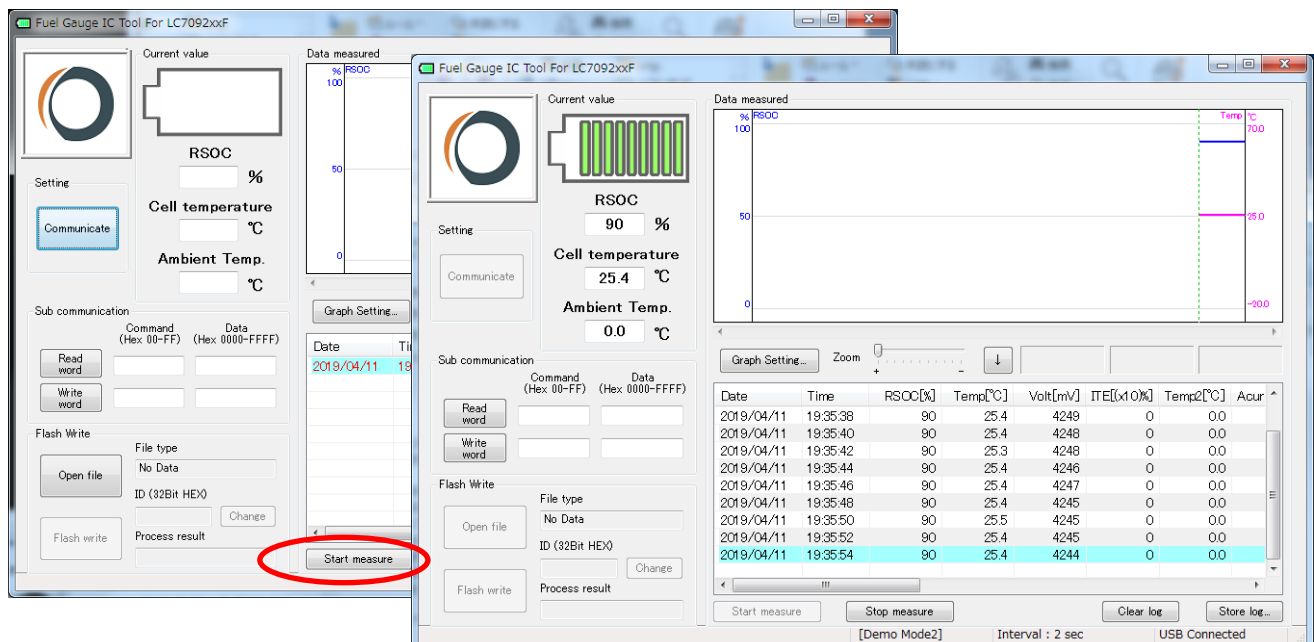 Fuel Gauge IC Tool For LC7092xxF
Current value
RSOC
%
Cell temperature
℃
Ambient Temp.
℃
Setting
Communicate
Sub communication
Command
(Hex 00-FF)
Data
(Hex 0000-FFFF)
Read
word
Write
word
Flash Write
File type
Open file
No Data
ID (32Bit HEX)
Change
Flash write
Process result
Data measured
% RSOC
100
50
0
Graph Setting...
Date
2019/04/11 19
Start measure
Fuel Gauge IC Tool For LC7092xxF
Current value
RSOC
90 %
Cell temperature
25.4 ℃
Ambient Temp.
0.0 ℃
Setting
Communicate
Sub communication
Command
(Hex 00-FF)
Data
(Hex 0000-FFFF)
Read
word
Write
word
Flash Write
File type
Open file
No Data
ID (32Bit HEX)
Change
Flash write
Process result
Data measured
% RSOC Temp ℃
100 70.0
50 25.0
0 -20.0
Graph Setting... Zoom + - ↓
Date Time RSOC[%] Temp[℃] Volt[mV] ITE[(x10)%] Temp2[℃] Acur
2019/04/11 19:35:38 90 25.4 4249 0 0.0
2019/04/11 19:35:40 90 25.4 4248 0 0.0
2019/04/11 19:35:42 90 25.3 4248 0 0.0
2019/04/11 19:35:44 90 25.4 4246 0 0.0
2019/04/11 19:35:46 90 25.4 4247 0 0.0
2019/04/11 19:35:48 90 25.4 4245 0 0.0
2019/04/11 19:35:50 90 25.5 4245 0 0.0
2019/04/11 19:35:52 90 25.4 4245 0 0.0
2019/04/11 19:35:54 90 25.4 4244 0 0.0
Start measure Stop measure Clear log Store log...
[Demo Mode2] Interval : 2 sec USB Connected